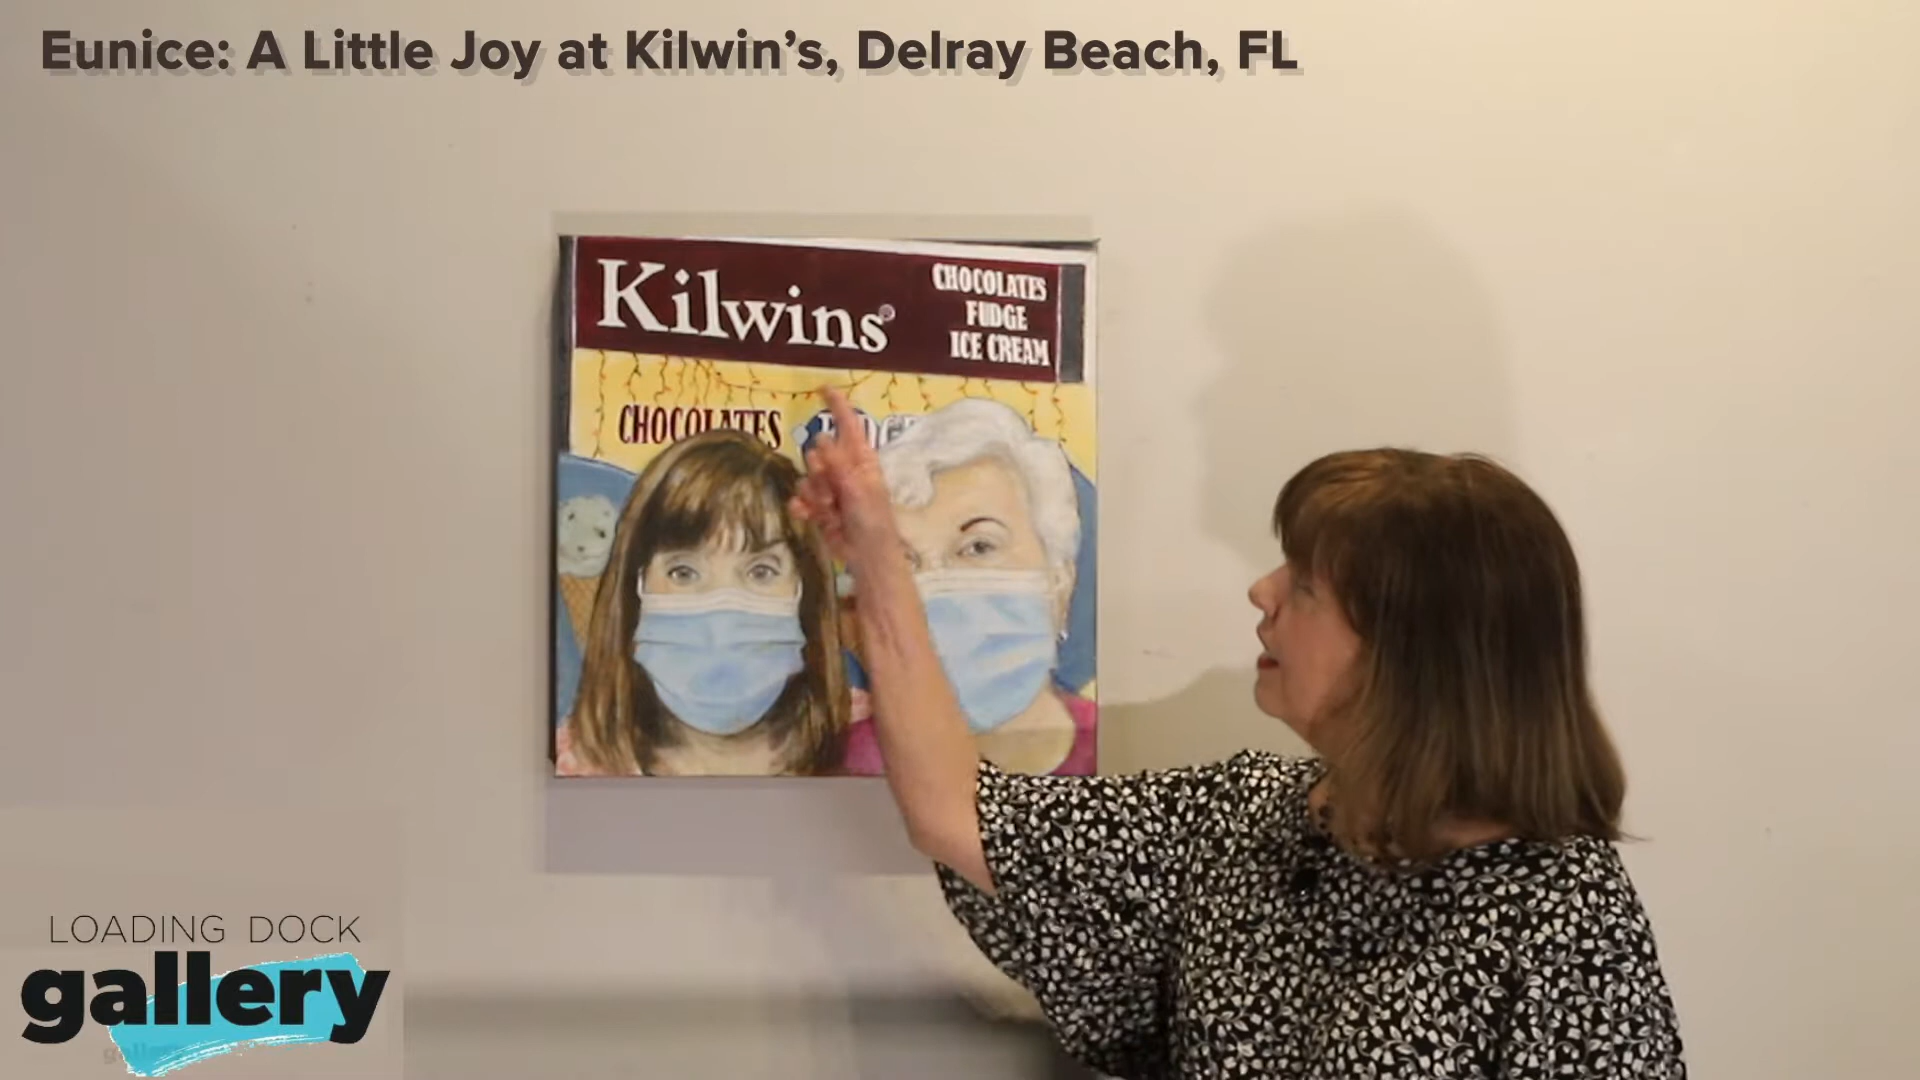 Eunice: A Little Joy at Kilwin’s, Delray Beach, FL
Kilwins
CHOCOLATES
FUDGE
ICE CREAM
CHOCOLATES
LOADING DOCK
gallery